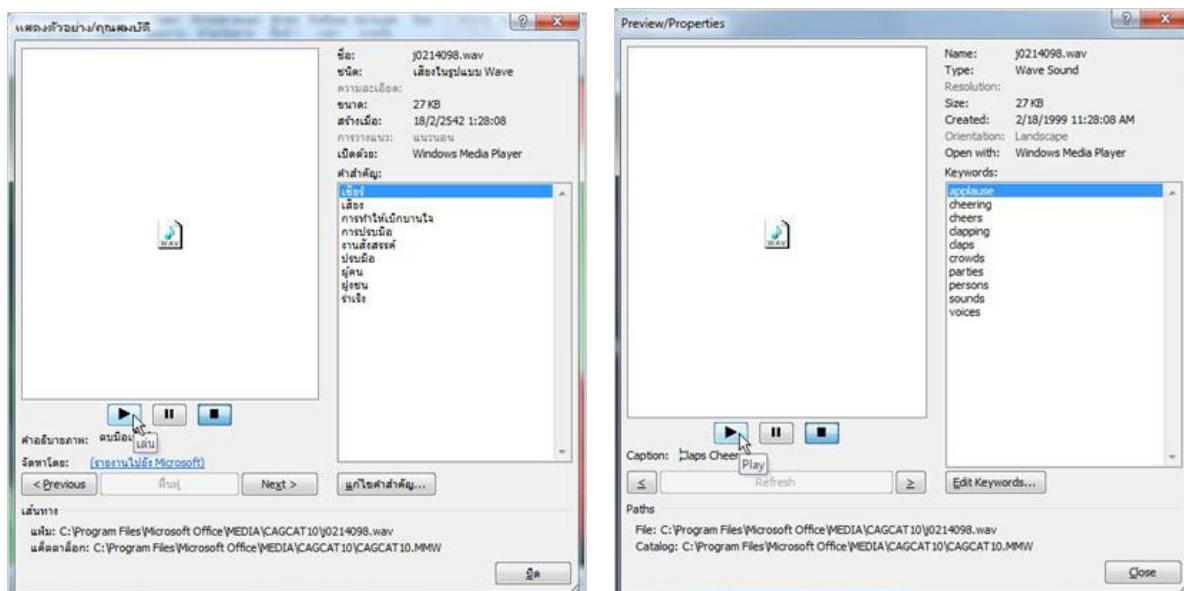 แสดงตัวอย่าง/คุณสมบัติ
ชื่อ: j0214098.wav
ชนิด: เสียงในรูปแบบ Wave
ความละเอียด:
ขนาด: 27 KB
สร้างเมื่อ: 18/2/2542 1:28:08
การวางแนว: แนวนอน
เปิดด้วย: Windows Media Player
คำสำคัญ:
เชียร์
เสียง
การทำให้เบิกบานใจ
การปรบมือ
งานสังสรรค์
ปรบมือ
ผู้คน
ฝูงชน
ร่าเริง
WAV
คำอธิบายภาพ: ตบมือ
เล่น
จัดหาโดย: (รายงานไปยัง Microsoft)
< Previous
ฟื้นฟู
Next >
แก้ไขคำสำคัญ...
เส้นทาง
แฟ้ม: C:\Program Files\Microsoft Office\MEDIA\CAGCAT10\j0214098.wav
แค็ตตาล็อก: C:\Program Files\Microsoft Office\MEDIA\CAGCAT10\CAGCAT10.MMW
ปิด
Preview/Properties
Name: j0214098.wav
Type: Wave Sound
Resolution:
Size: 27 KB
Created: 2/18/1999 11:28:08 AM
Orientation: Landscape
Open with: Windows Media Player
Keywords:
applause
cheering
cheers
clapping
claps
crowds
parties
persons
sounds
voices
WAV
Caption: Claps Cheer
Play
<
Refresh
>
Edit Keywords...
Paths
File: C:\Program Files\Microsoft Office\MEDIA\CAGCAT10\j0214098.wav
Catalog: C:\Program Files\Microsoft Office\MEDIA\CAGCAT10\CAGCAT10.MMW
Close